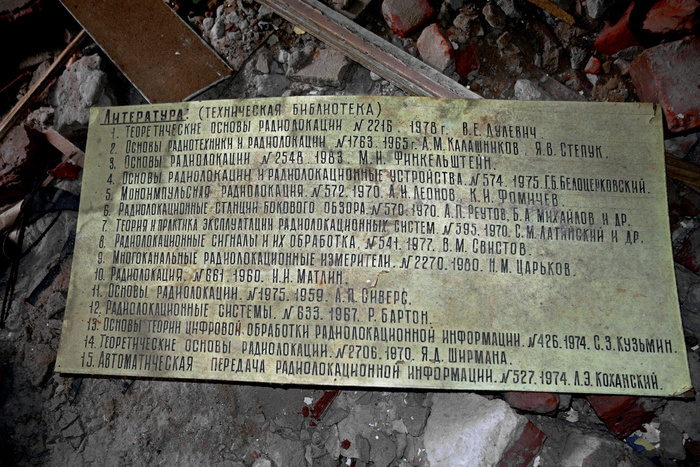 Литература: (техническая библиотека)
1. Теоретические основы радиолокации. №2216. 1978 г. В.Е. Дулевич.
2. Основы радиотехники и радиолокации. №1763. 1965 г. А.М. Калашников Я.В. Степук.
3. Основы радиолокации. №2548. 1983. М.И. Финкельштейн.
4. Основы радиолокации и радиолокационные устройства. №574. 1975. Г.Б. Белоцерковский.
5. Моноимпульсная радиолокация. №572. 1970. А.И. Леонов. К.И. Фомичев.
6. Радиолокационные станции бокового обзора. №570. 1970. А.П. Реутов, Б.А. Михайлов и др.
7. Теория и практика эксплуатации радиолокационных систем. №595. 1970. С.М. Латинский и др.
8. Радиолокационные сигналы и их обработка. №541. 1977. В.М. Свистов.
9. Многоканальные радиолокационные измерители. №2270. 1980. Н.М. Царьков.
10. Радиолокация. №661. 1960. И.И. Матлин.
11. Основы радиолокации. №1975. 1959. А.Я. Сиверс.
12. Радиолокационные системы. №633. 1967. Р. Бартон.
13. Основы теории цифровой обработки радиолокационной информации. №426. 1974. С.З. Кузьмин.
14. Теоретические основы радиолокации. №2706. 1970. Я.Д. Ширмана.
15. Автоматическая передача радиолокационной информации. №527. 1974. Л.Э. Коханский.